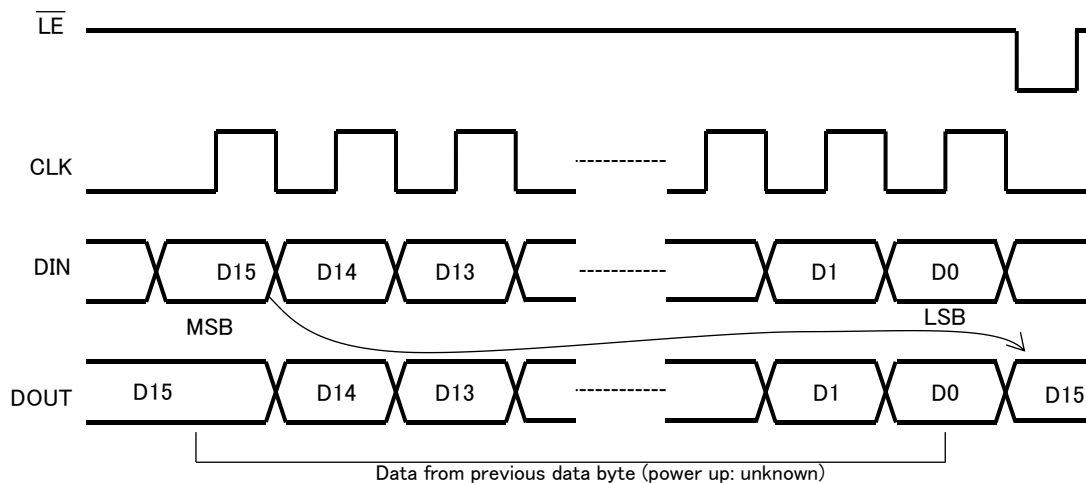 LE
CLK
DIN D15 D14 D13 D1 D0
MSB LSB
DOUT D15 D14 D13 D1 D0 D15
Data from previous data byte (power up: unknown)